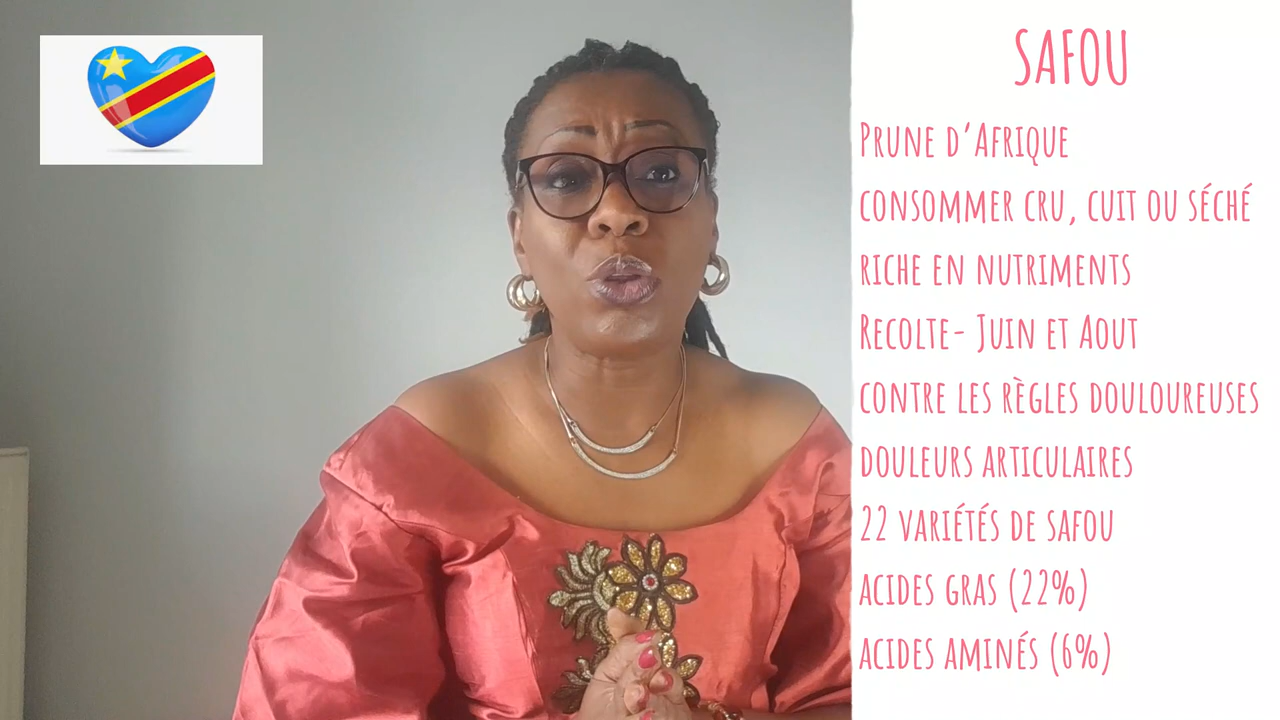 SAFOU
PRUNE D'AFRIQUE
CONSOMMER CRU, CUIT OU SÉCHÉ
RICHE EN NUTRIMENTS
RECOLTE- JUIN ET AOUT
CONTRE LES RÈGLES DOULOUREUSES
DOULEURS ARTICULAIRES
22 VARIÉTÉS DE SAFOU
ACIDES GRAS (22%)
ACIDES AMINÉS (6%)